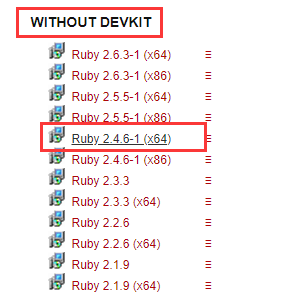 WITHOUT DEVKIT
Ruby 2.6.3-1 (x64)
Ruby 2.6.3-1 (x86)
Ruby 2.5.5-1 (x64)
Ruby 2.5.5-1 (x86)
Ruby 2.4.6-1 (x64)
Ruby 2.4.6-1 (x86)
Ruby 2.3.3
Ruby 2.3.3 (x64)
Ruby 2.2.6
Ruby 2.2.6 (x64)
Ruby 2.1.9
Ruby 2.1.9 (x64)